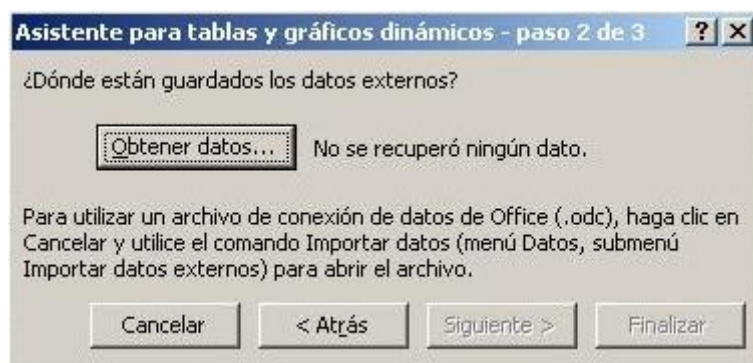 Asistente para tablas y gráficos dinámicos - paso 2 de 3 ? X
¿Dónde están guardados los datos externos?
Obtener datos... No se recuperó ningún dato.
Para utilizar un archivo de conexión de datos de Office (.odc), haga clic en
Cancelar y utilice el comando Importar datos (menú Datos, submenú
Importar datos externos) para abrir el archivo.
Cancelar < Atrás Siguiente > Finalizar